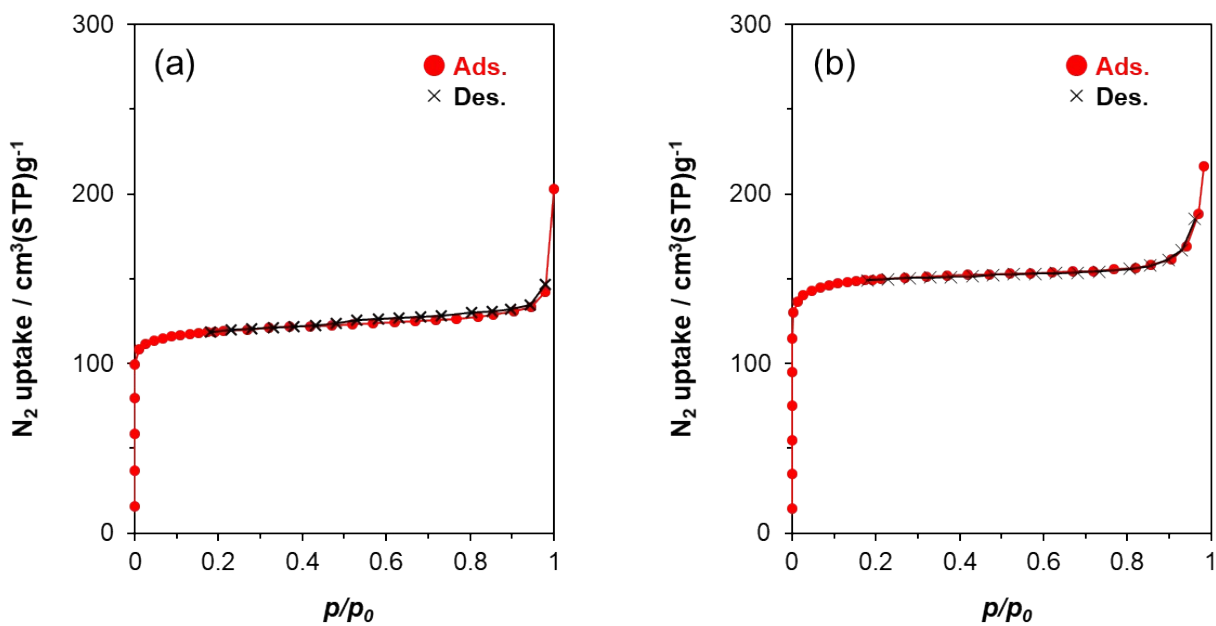 300
(a)
Ads.
Des.
200
100
0
0
0.2
0.4
0.6
0.8
1
N₂ uptake / cm³(STP)g⁻¹
p/p₀
300
(b)
Ads.
Des.
200
100
0
0
0.2
0.4
0.6
0.8
1
N₂ uptake / cm³(STP)g⁻¹
p/p₀